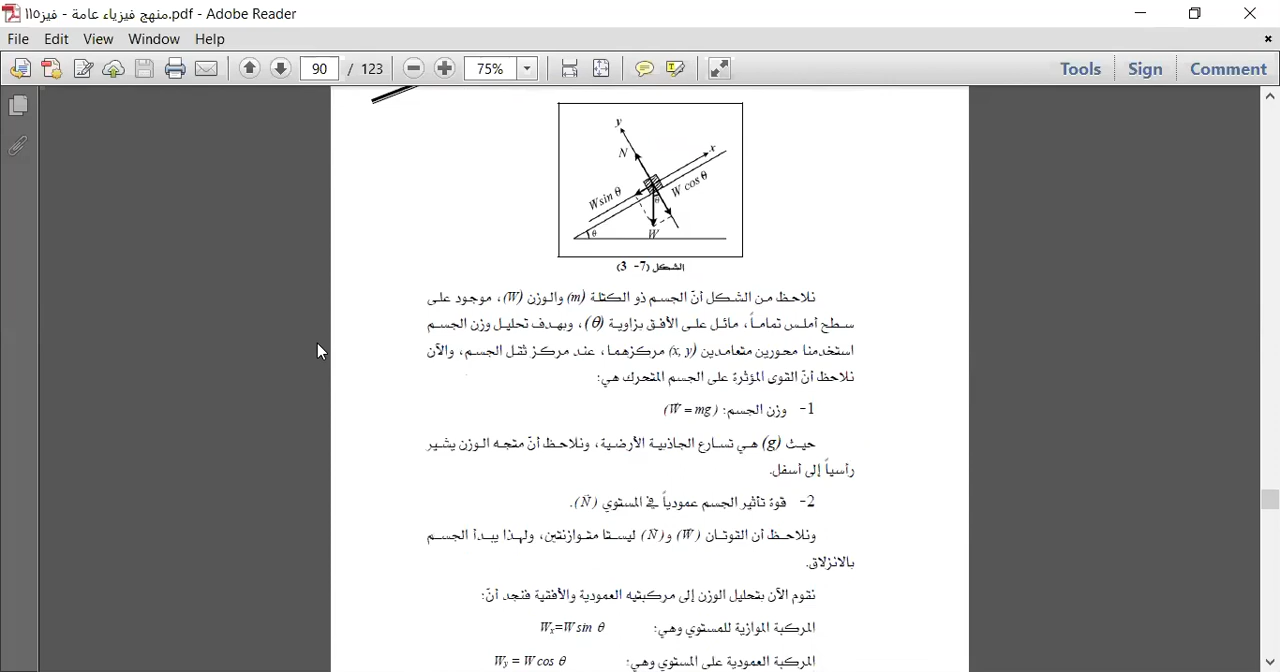 منهج فيزياء عامة - فيز١١٥.pdf - Adobe Reader
File Edit View Window Help
90 / 123 75% Tools Sign Comment
y
N
x
W sin θ
W cos θ
θ
θ
W
الشكل (7- 3)
نلاحظ من الشكل أنّ الجسم ذو الكتلة (m) والوزن (W)، موجود على
سطح أملس تماماً، مائل على الأفق بزاوية (θ)، وبهدف تحليل وزن الجسم
استخدمنا محورين متعامدين (x, y) مركزهما، عند مركز ثقل الجسم، والآن
نلاحظ أنّ القوى المؤثرة على الجسم المتحرك هي:
1- وزن الجسم: (W = mg)
حيث (g) هي تسارع الجاذبية الأرضية، ونلاحظ أنّ متجه الوزن يشير
رأسياً إلى أسفل.
2- قوة تأثير الجسم عمودياً في المستوي (N).
ونلاحظ أن القوتان (W) و(N) ليستا متوازنتين، ولهذا يبدأ الجسم
بالانزلاق.
نقوم الآن بتحليل الوزن إلى مركبتيه العمودية والأفقية فنجد أنّ:
المركبة الموازية للمستوي وهي: Wx=W sin θ
المركبة العمودية على المستوي وهي: Wy = W cos θ